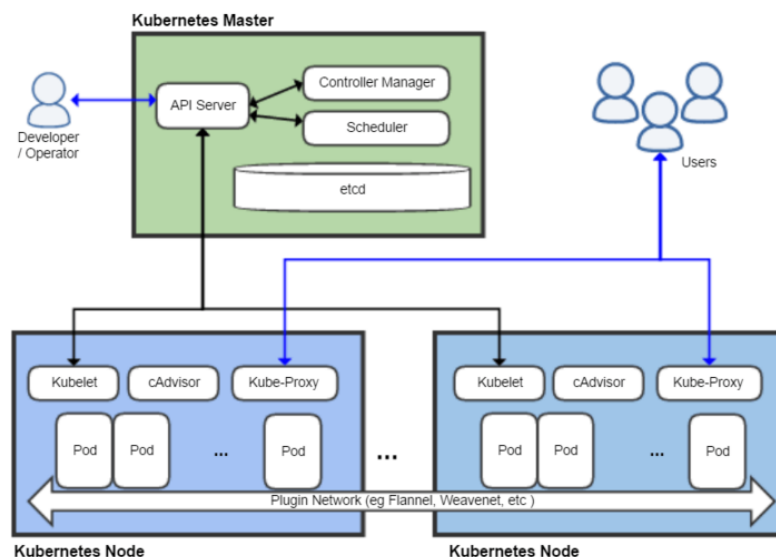 Kubernetes Master
API Server
Controller Manager
Scheduler
etcd
Developer
/ Operator
Users
Kubelet
cAdvisor
Kube-Proxy
Pod
Pod
...
Pod
...
Kubelet
cAdvisor
Kube-Proxy
Pod
Pod
...
Pod
Plugin Network (eg Flannel, Weavenet, etc )
Kubernetes Node
Kubernetes Node